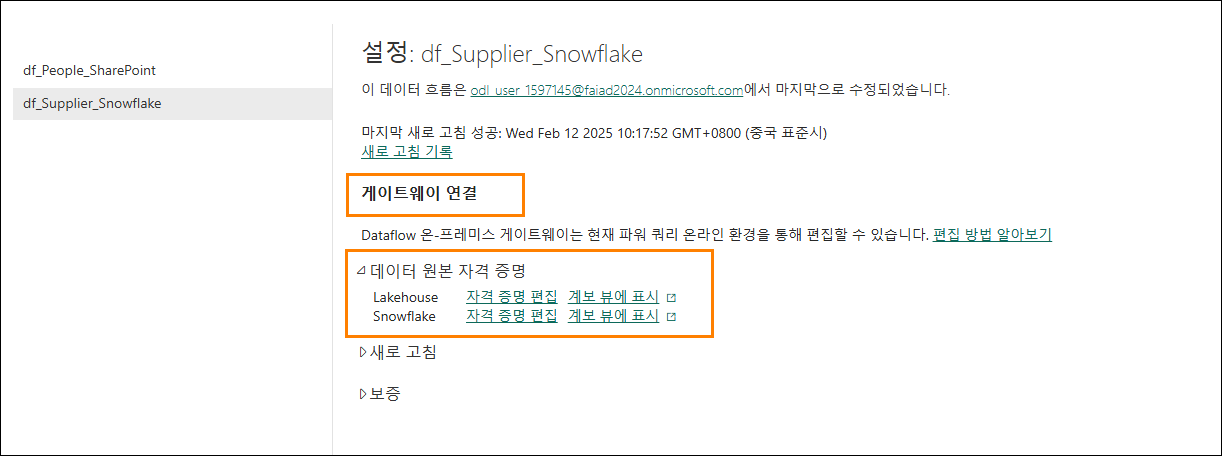 df_People_SharePoint
df_Supplier_Snowflake
설정: df_Supplier_Snowflake
이 데이터 흐름은 odl_user_1597145@faiad2024.onmicrosoft.com에서 마지막으로 수정되었습니다.
마지막 새로 고침 성공: Wed Feb 12 2025 10:17:52 GMT+0800 (중국 표준시)
새로 고침 기록
게이트웨이 연결
Dataflow 은-프레미스 게이트웨이는 현재 파워 쿼리 온라인 환경을 통해 편집할 수 있습니다. 편집 방법 알아보기
데이터 원본 자격 증명
Lakehouse 자격 증명 편집 계보 뷰에 표시
Snowflake 자격 증명 편집 계보 뷰에 표시
새로 고침
보증